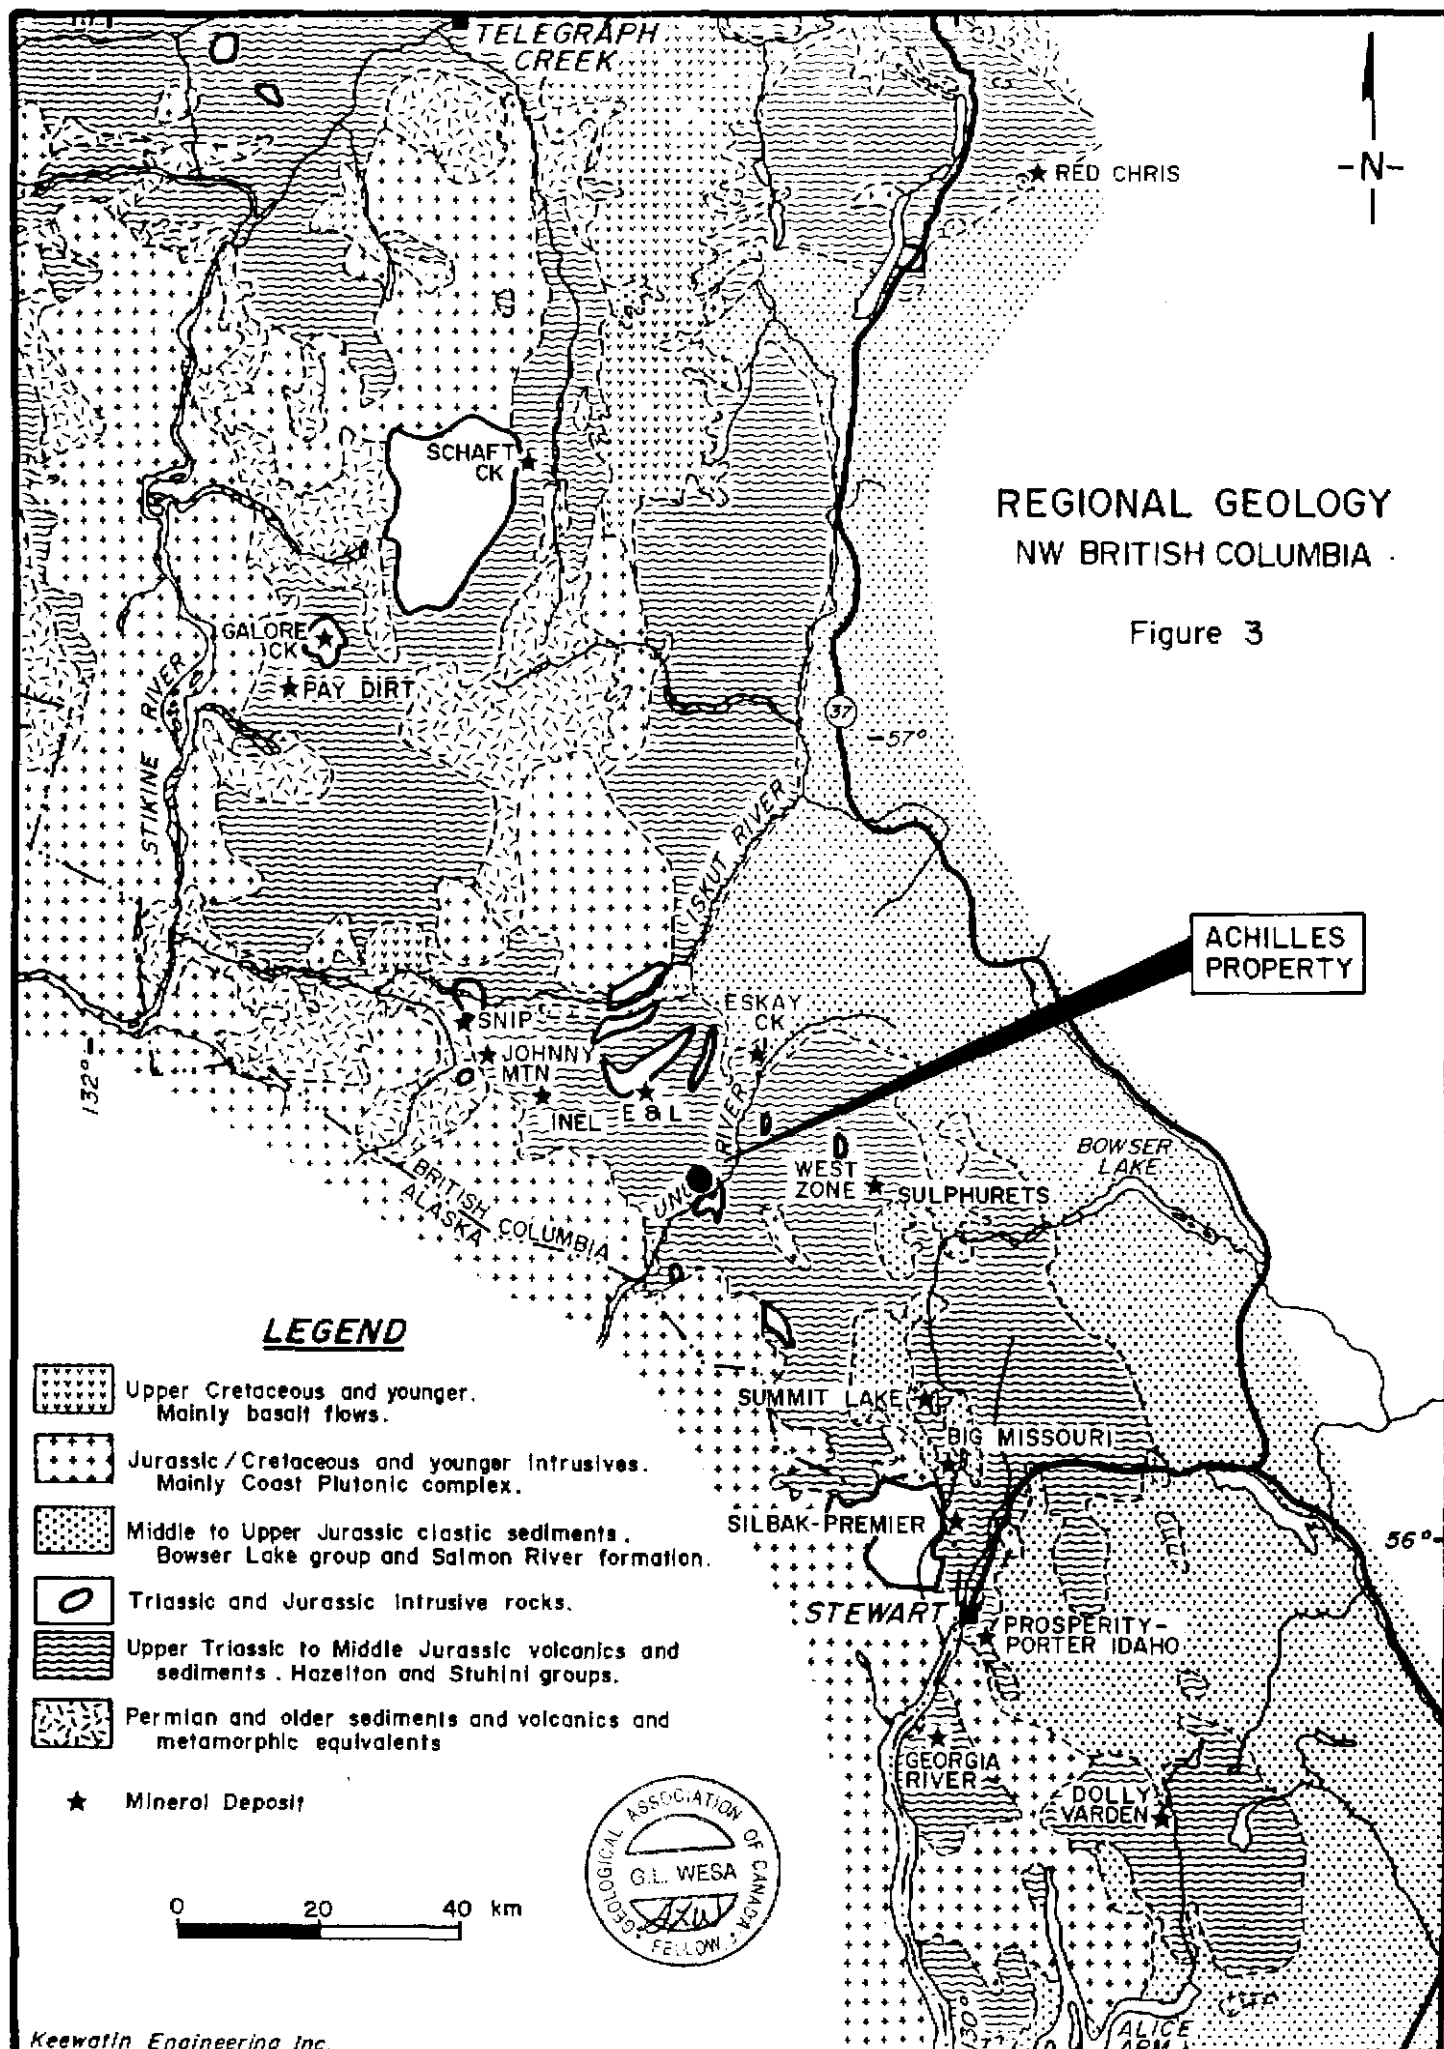 TELEGRAPH
CREEK
RED CHRIS
-N-
SCHAFT
CK
REGIONAL GEOLOGY
NW BRITISH COLUMBIA
Figure 3
GALORE
CK
PAY DIRT
STIKINE RIVER
37
57°
ISKUT RIVER
ACHILLES
PROPERTY
ESKAY
CK
SNIP
JOHNNY
MTN
132°
INEL
E & L
UNUK RIVER
BOWSER
LAKE
WEST
ZONE
SULPHURETS
BRITISH COLUMBIA
ALASKA
LEGEND
Upper Cretaceous and younger.
Mainly basalt flows.
Jurassic/Cretaceous and younger intrusives.
Mainly Coast Plutonic complex.
Middle to Upper Jurassic clastic sediments.
Bowser Lake group and Salmon River formation.
Triassic and Jurassic intrusive rocks.
Upper Triassic to Middle Jurassic volcanics and
sediments. Hazelton and Stuhini groups.
Permian and older sediments and volcanics and
metamorphic equivalents
Mineral Deposit
SUMMIT LAKE
BIG MISSOURI
SILBAK-PREMIER
56°
STEWART
PROSPERITY-
PORTER IDAHO
GEORGIA
RIVER
DOLLY
VARDEN
GEOLOGICAL ASSOCIATION OF CANADA
G.L. WESA
FELLOW
0 20 40 km
130°
ALICE
ARM
Keewatin Engineering Inc.